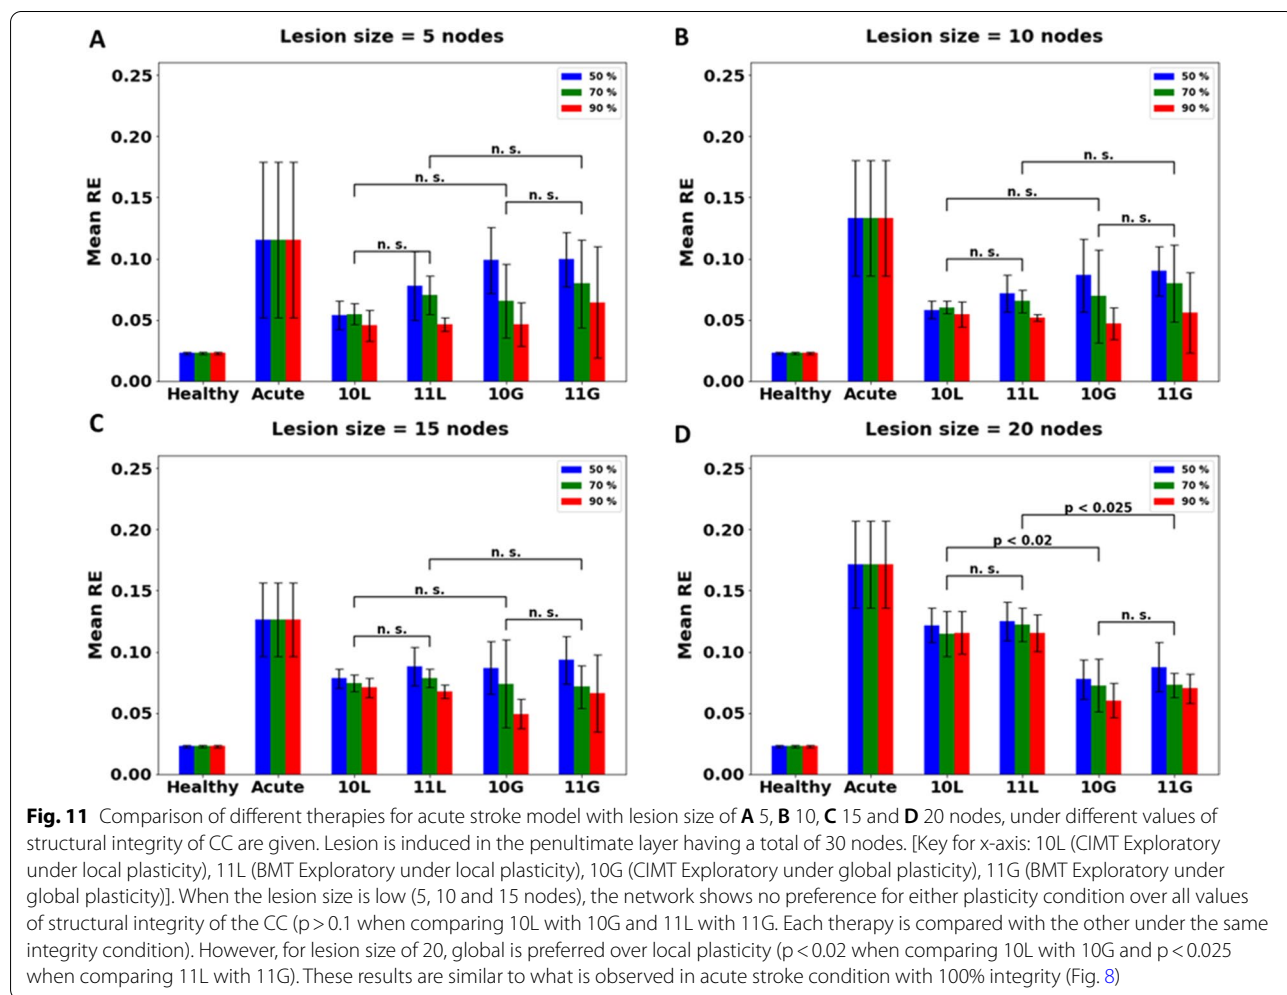 A
Lesion size = 5 nodes
0.25
0.20
0.15
0.10
0.05
0.00
Mean RE
50 %
70 %
90 %
n. s.
n. s.
n. s.
n. s.
Healthy Acute 10L 11L 10G 11G
B
Lesion size = 10 nodes
0.25
0.20
0.15
0.10
0.05
0.00
Mean RE
50 %
70 %
90 %
n. s.
n. s.
n. s.
n. s.
Healthy Acute 10L 11L 10G 11G
C
Lesion size = 15 nodes
0.25
0.20
0.15
0.10
0.05
0.00
Mean RE
50 %
70 %
90 %
n. s.
n. s.
n. s.
n. s.
Healthy Acute 10L 11L 10G 11G
D
Lesion size = 20 nodes
0.25
0.20
0.15
0.10
0.05
0.00
Mean RE
50 %
70 %
90 %
p < 0.025
p < 0.02
n. s.
n. s.
Healthy Acute 10L 11L 10G 11G
Fig. 11 Comparison of different therapies for acute stroke model with lesion size of A 5, B 10, C 15 and D 20 nodes, under different values of
structural integrity of CC are given. Lesion is induced in the penultimate layer having a total of 30 nodes. [Key for x-axis: 10L (CIMT Exploratory
under local plasticity), 11L (BMT Exploratory under local plasticity), 10G (CIMT Exploratory under global plasticity), 11G (BMT Exploratory under
global plasticity)]. When the lesion size is low (5, 10 and 15 nodes), the network shows no preference for either plasticity condition over all values
of structural integrity of the CC (p > 0.1 when comparing 10L with 10G and 11L with 11G. Each therapy is compared with the other under the same
integrity condition). However, for lesion size of 20, global is preferred over local plasticity (p < 0.02 when comparing 10L with 10G and p < 0.025
when comparing 11L with 11G). These results are similar to what is observed in acute stroke condition with 100% integrity (Fig. 8)